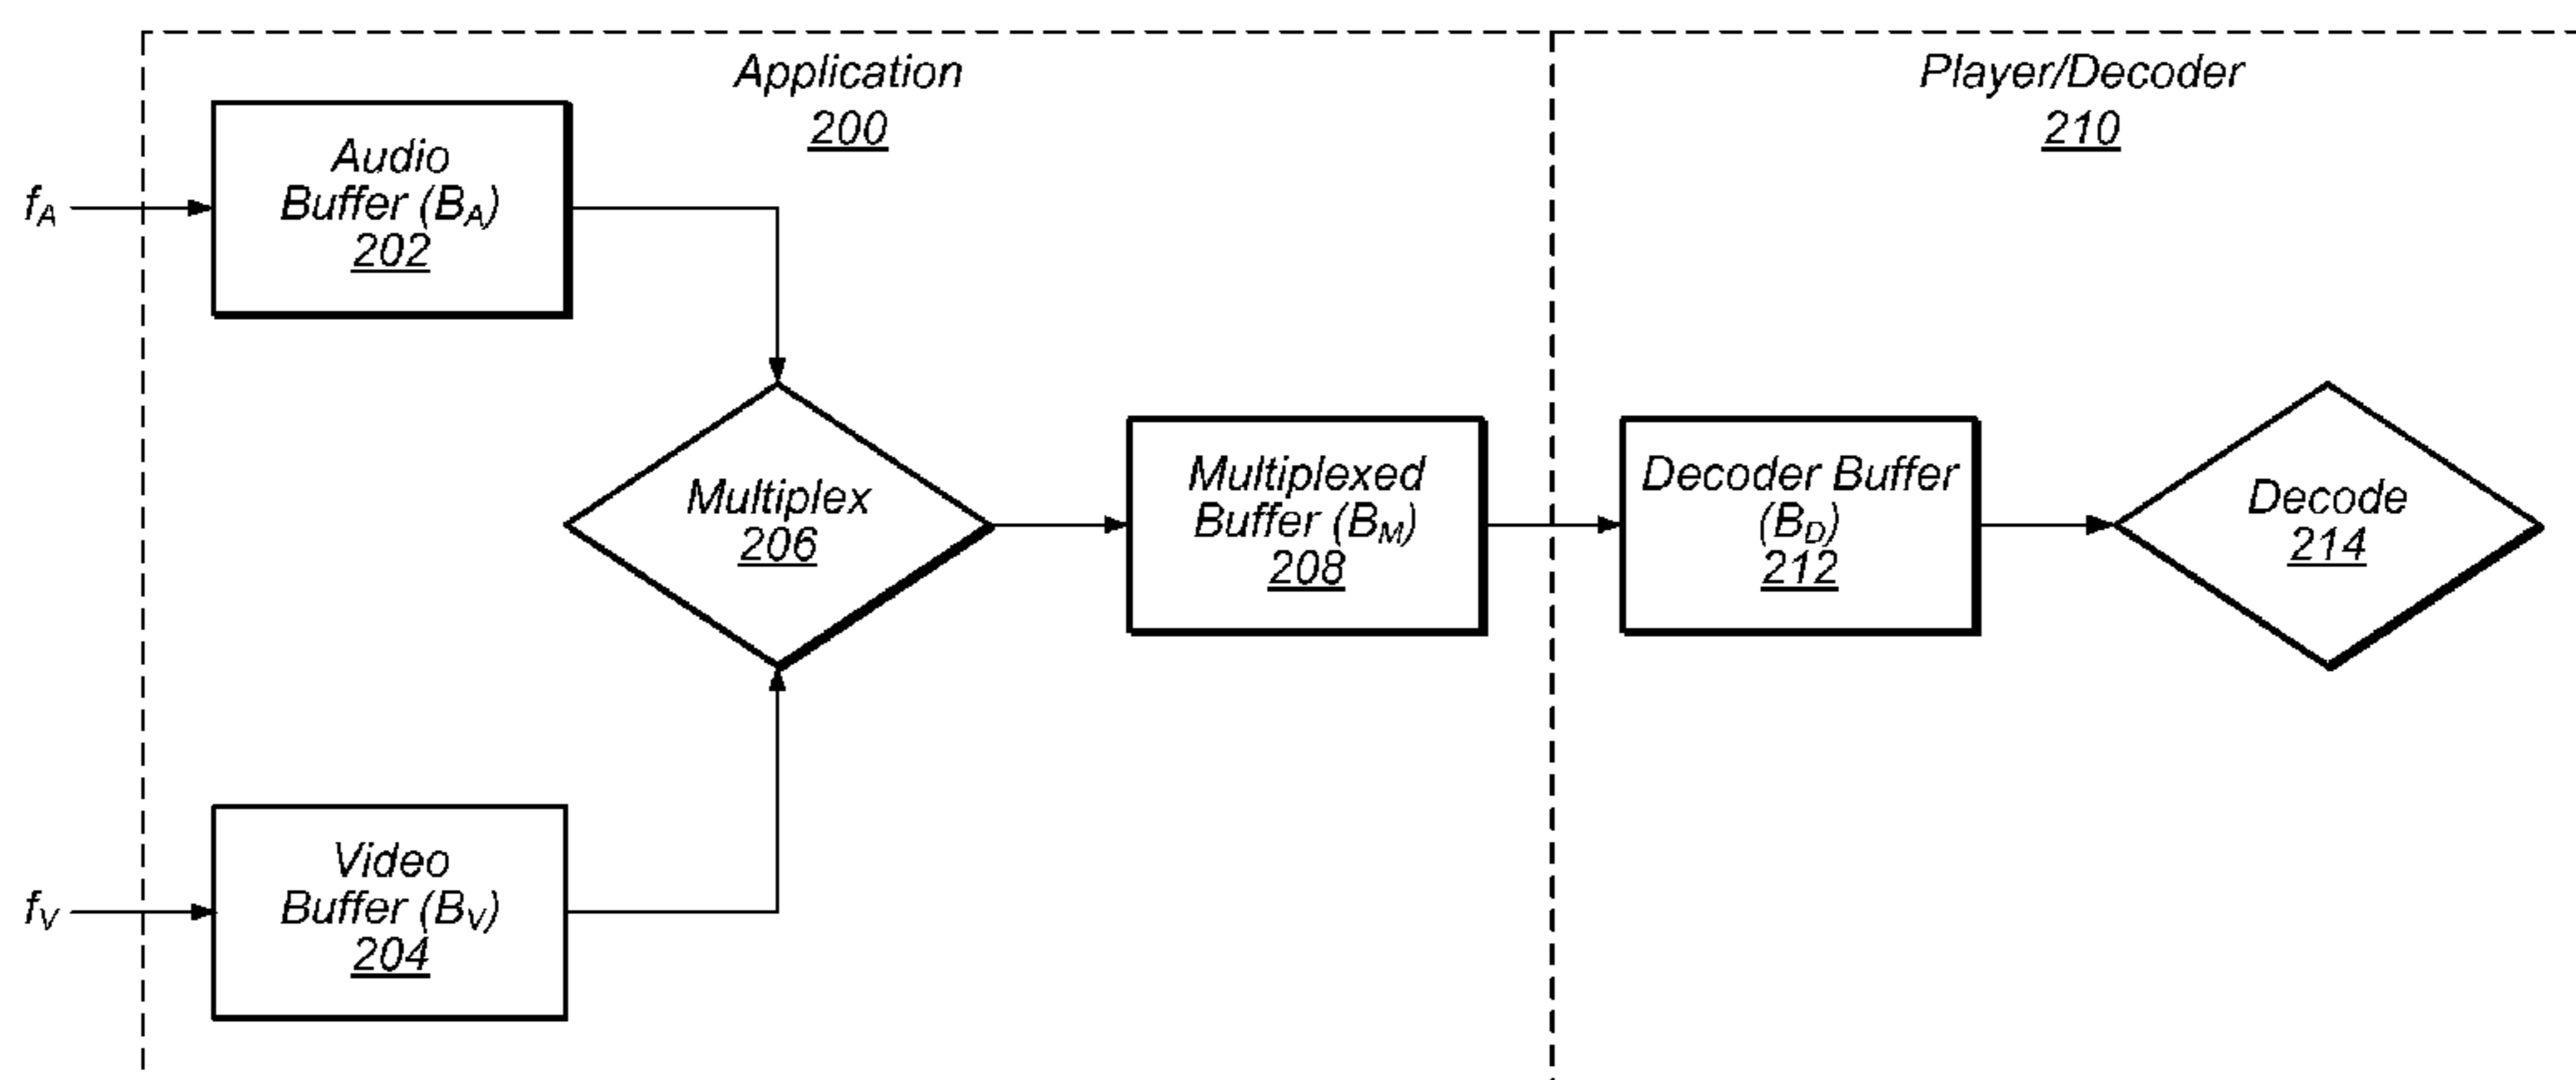 Application
200
Player/Decoder
210
fA
Audio
Buffer (BA)
202
Multiplex
206
Multiplexed
Buffer (BM)
208
Decoder Buffer
(BD)
212
Decode
214
fV
Video
Buffer (BV)
204